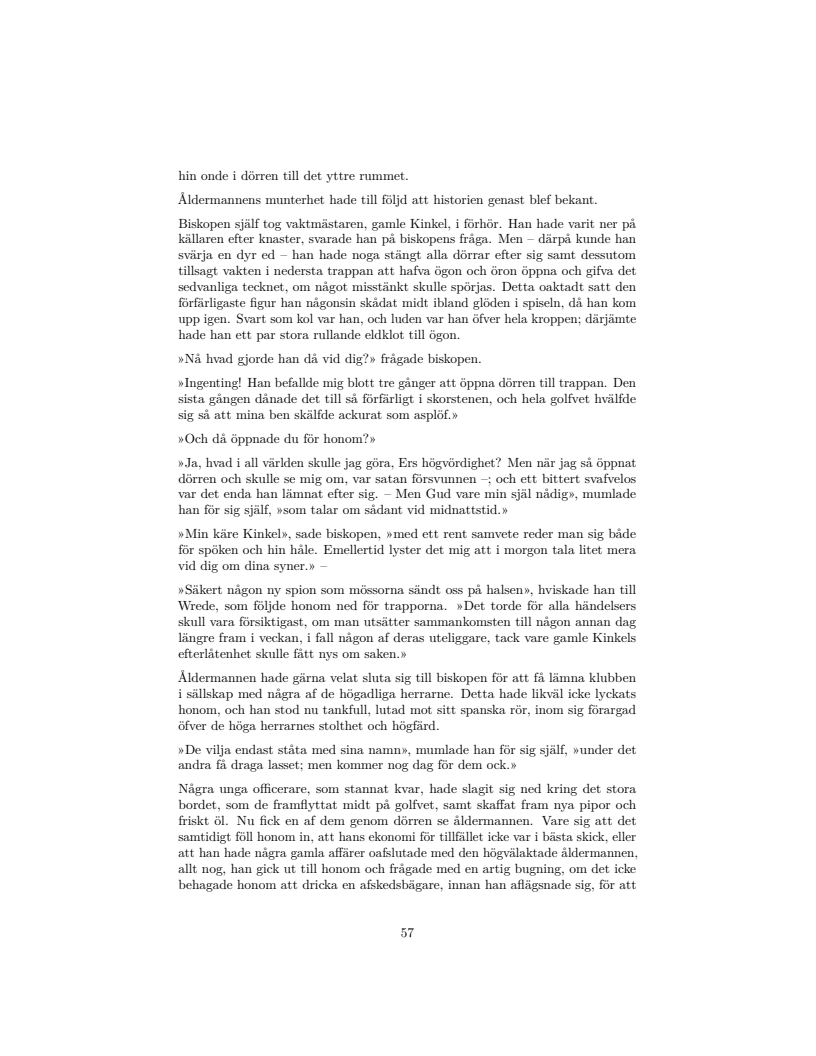 hin onde i dörren till det yttre rummet.
Åldermannens munterhet hade till följd att historien genast blef bekant.
Biskopen själf tog vaktmästaren, gamle Kinkel, i förhör. Han hade varit ner på
källaren efter knaster, svarade han på biskopens fråga. Men – därpå kunde han
svärja en dyr ed – han hade noga stängt alla dörrar efter sig samt dessutom
tillsagt vakten i nedersta trappan att hafva ögon och öron öppna och gifva det
sedvanliga tecknet, om något misstänkt skulle spörjas. Detta oaktadt satt den
förfärligaste figur han någonsin skådat midt ibland glöden i spiseln, då han kom
upp igen. Svart som kol var han, och luden var han öfver hela kroppen; därjämte
hade han ett par stora rullande eldklot till ögon.
»Nå hvad gjorde han då vid dig?» frågade biskopen.
»Ingenting! Han befallde mig blott tre gånger att öppna dörren till trappan. Den
sista gången dånade det till så förfärligt i skorstenen, och hela golfvet hvälfde
sig så att mina ben skälfde ackurat som asplöf.»
»Och då öppnade du för honom?»
»Ja, hvad i all världen skulle jag göra, Ers högvördighet? Men när jag så öppnat
dörren och skulle se mig om, var satan försvunnen –; och ett bittert svafvelos
var det enda han lämnat efter sig. – Men Gud vare min själ nådig», mumlade
han för sig själf, »som talar om sådant vid midnattstid.»
»Min käre Kinkel», sade biskopen, »med ett rent samvete reder man sig både
för spöken och hin håle. Emellertid lyster det mig att i morgon tala litet mera
vid dig om dina syner.» –
»Säkert någon ny spion som mössorna sändt oss på halsen», hviskade han till
Wrede, som följde honom ned för trapporna. »Det torde för alla händelsers
skull vara försiktigast, om man utsätter sammankomsten till någon annan dag
längre fram i veckan, i fall någon af deras uteliggare, tack vare gamle Kinkels
efterlåtenhet skulle fått nys om saken.»
Åldermannen hade gärna velat sluta sig till biskopen för att få lämna klubben
i sällskap med några af de högadliga herrarne. Detta hade likväl icke lyckats
honom, och han stod nu tankfull, lutad mot sitt spanska rör, inom sig förargad
öfver de höga herrarnes stolthet och högfärd.
»De vilja endast ståta med sina namn», mumlade han för sig själf, »under det
andra få draga lasset; men kommer nog dag för dem ock.»
Några unga officerare, som stannat kvar, hade slagit sig ned kring det stora
bordet, som de framflyttat midt på golfvet, samt skaffat fram nya pipor och
friskt öl. Nu fick en af dem genom dörren se åldermannen. Vare sig att det
samtidigt föll honom in, att hans ekonomi för tillfället icke var i bästa skick, eller
att han hade några gamla affärer oafslutade med den högvälaktade åldermannen,
allt nog, han gick ut till honom och frågade med en artig bugning, om det icke
behagade honom att dricka en afskedsbägare, innan han aflägsnade sig, för att
57